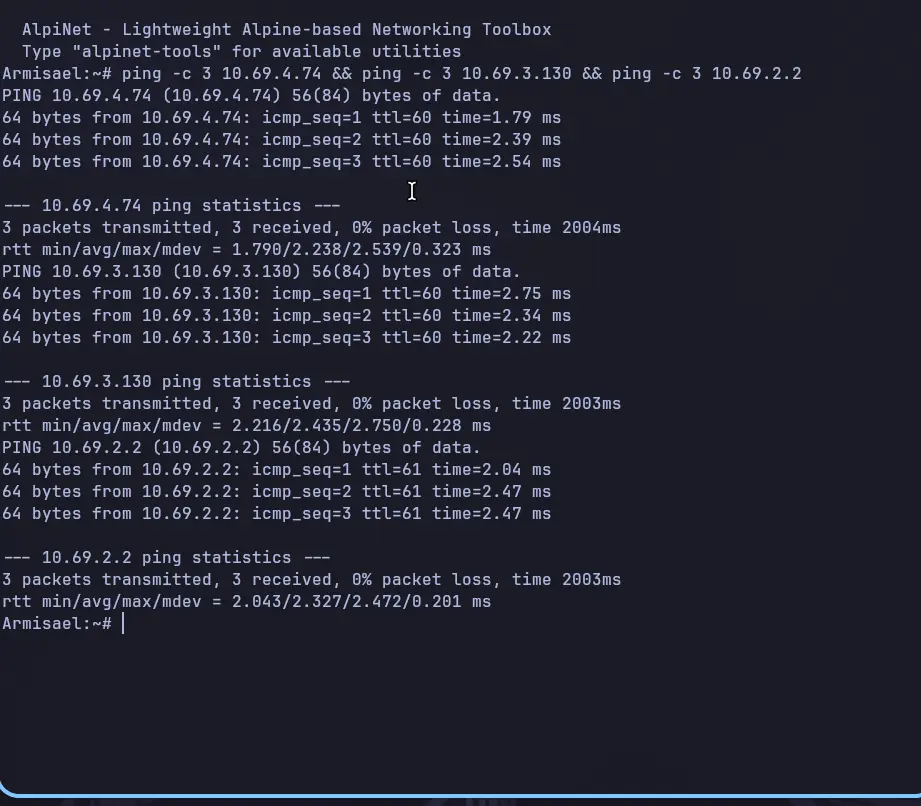 AlpiNet - Lightweight Alpine-based Networking Toolbox
Type "alpinet-tools" for available utilities
Armisael:~# ping -c 3 10.69.4.74 && ping -c 3 10.69.3.130 && ping -c 3 10.69.2.2
PING 10.69.4.74 (10.69.4.74) 56(84) bytes of data.
64 bytes from 10.69.4.74: icmp_seq=1 ttl=60 time=1.79 ms
64 bytes from 10.69.4.74: icmp_seq=2 ttl=60 time=2.39 ms
64 bytes from 10.69.4.74: icmp_seq=3 ttl=60 time=2.54 ms
--- 10.69.4.74 ping statistics ---
3 packets transmitted, 3 received, 0% packet loss, time 2004ms
rtt min/avg/max/mdev = 1.790/2.238/2.539/0.323 ms
PING 10.69.3.130 (10.69.3.130) 56(84) bytes of data.
64 bytes from 10.69.3.130: icmp_seq=1 ttl=60 time=2.75 ms
64 bytes from 10.69.3.130: icmp_seq=2 ttl=60 time=2.34 ms
64 bytes from 10.69.3.130: icmp_seq=3 ttl=60 time=2.22 ms
--- 10.69.3.130 ping statistics ---
3 packets transmitted, 3 received, 0% packet loss, time 2003ms
rtt min/avg/max/mdev = 2.216/2.435/2.750/0.228 ms
PING 10.69.2.2 (10.69.2.2) 56(84) bytes of data.
64 bytes from 10.69.2.2: icmp_seq=1 ttl=61 time=2.04 ms
64 bytes from 10.69.2.2: icmp_seq=2 ttl=61 time=2.47 ms
64 bytes from 10.69.2.2: icmp_seq=3 ttl=61 time=2.47 ms
--- 10.69.2.2 ping statistics ---
3 packets transmitted, 3 received, 0% packet loss, time 2003ms
rtt min/avg/max/mdev = 2.043/2.327/2.472/0.201 ms
Armisael:~#